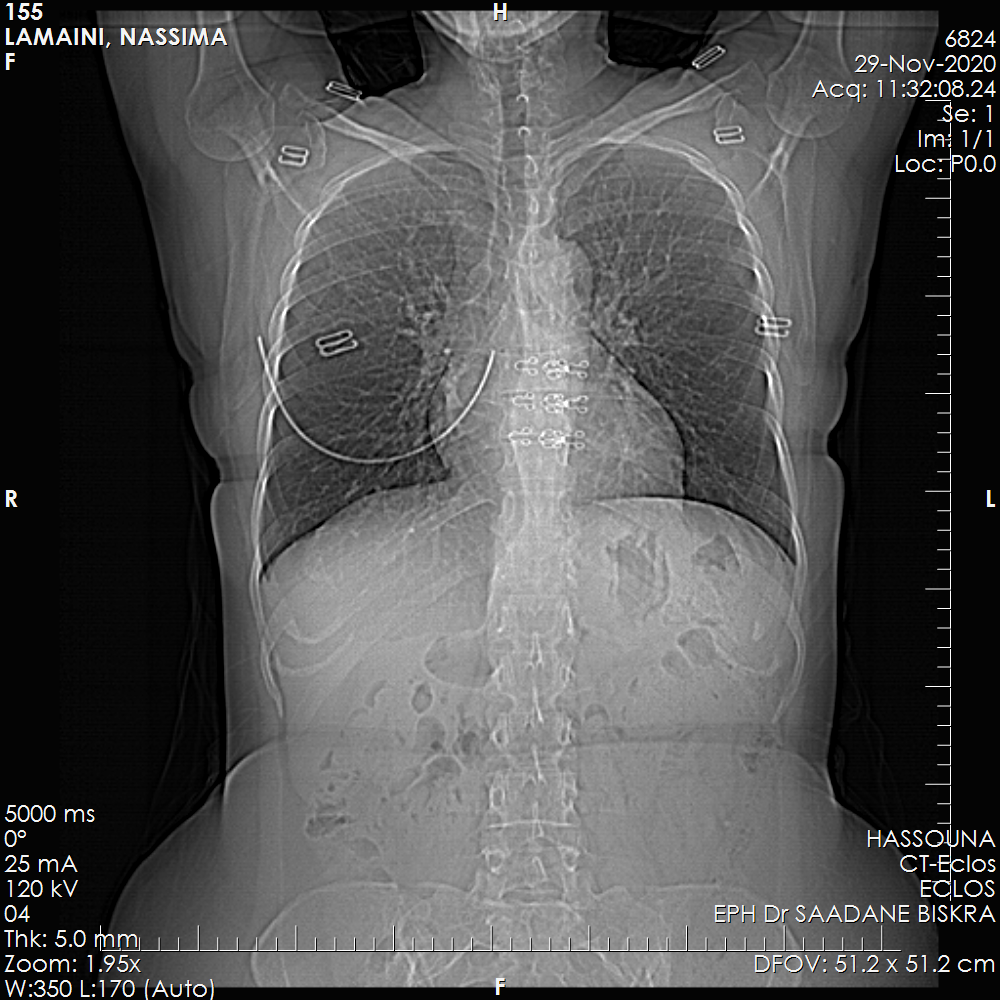 155
LAMAINI, NASSIMA
F
H
6824
29-Nov-2020
Acq: 11:32:08.24
Se: 1
Im: 1/1
Loc: P0.0
R
L
5000 ms
0°
25 mA
120 kV
04
Thk: 5.0 mm
Zoom: 1.95x
W:350 L:170 (Auto)
F
HASSOUNA
CT-Eclos
ECLOS
EPH Dr SAADANE BISKRA
DFOV: 51.2 x 51.2 cm